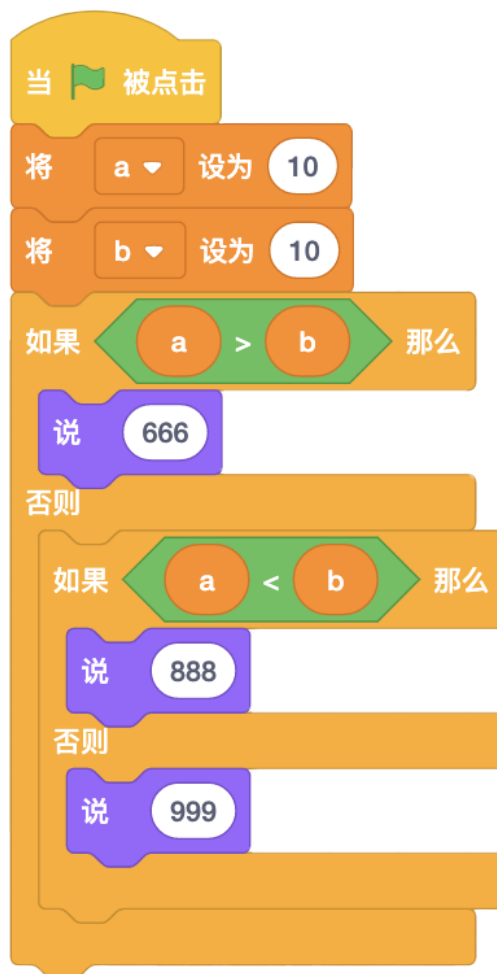 当 被点击
将 a 设为 10
将 b 设为 10
如果 a > b 那么
说 666
否则
如果 a < b 那么
说 888
否则
说 999